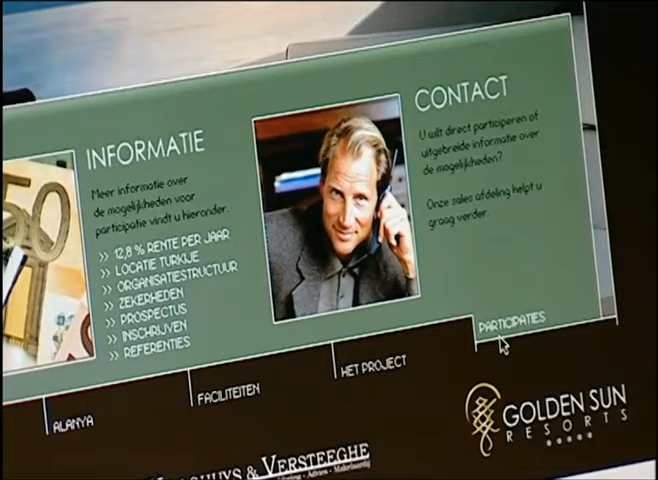 50
INFORMATIE
Meer informatie over
de mogelijkheden voor
participatie vindt u hieronder.
>> 12,8 % RENTE PER JAAR
>> LOCATIE TURKIJE
>> ORGANISATIESTRUCTUUR
>> ZEKERHEDEN
>> PROSPECTUS
>> INSCHRIJVEN
>> REFERENTIES
CONTACT
U wilt direct participeren of
uitgebreide informatie over
de mogelijkheden?
Onze sales afdeling helpt u
graag verder.
ALANYA
FACILITEITEN
HET PROJECT
PARTICIPATIES
& VERSTEEGHE
GOLDEN SUN
RESORTS